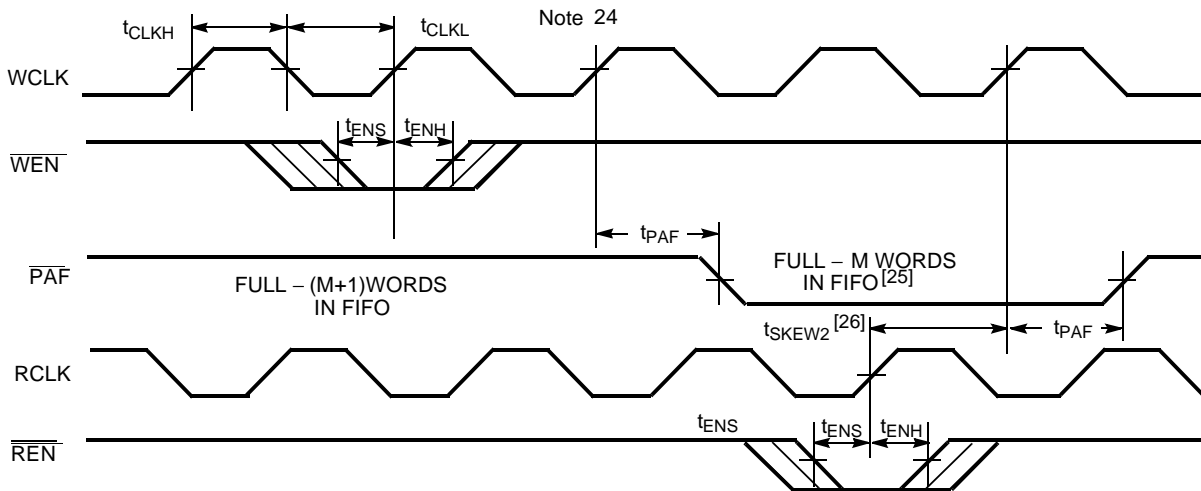 Note 24
tCLKH
tCLKL
WCLK
tENS
tENH
WEN
tPAF
PAF
FULL – (M+1)WORDS
IN FIFO
FULL – M WORDS
IN FIFO[25]
tSKEW2[26]
tPAF
RCLK
tENS
tENS
tENH
REN